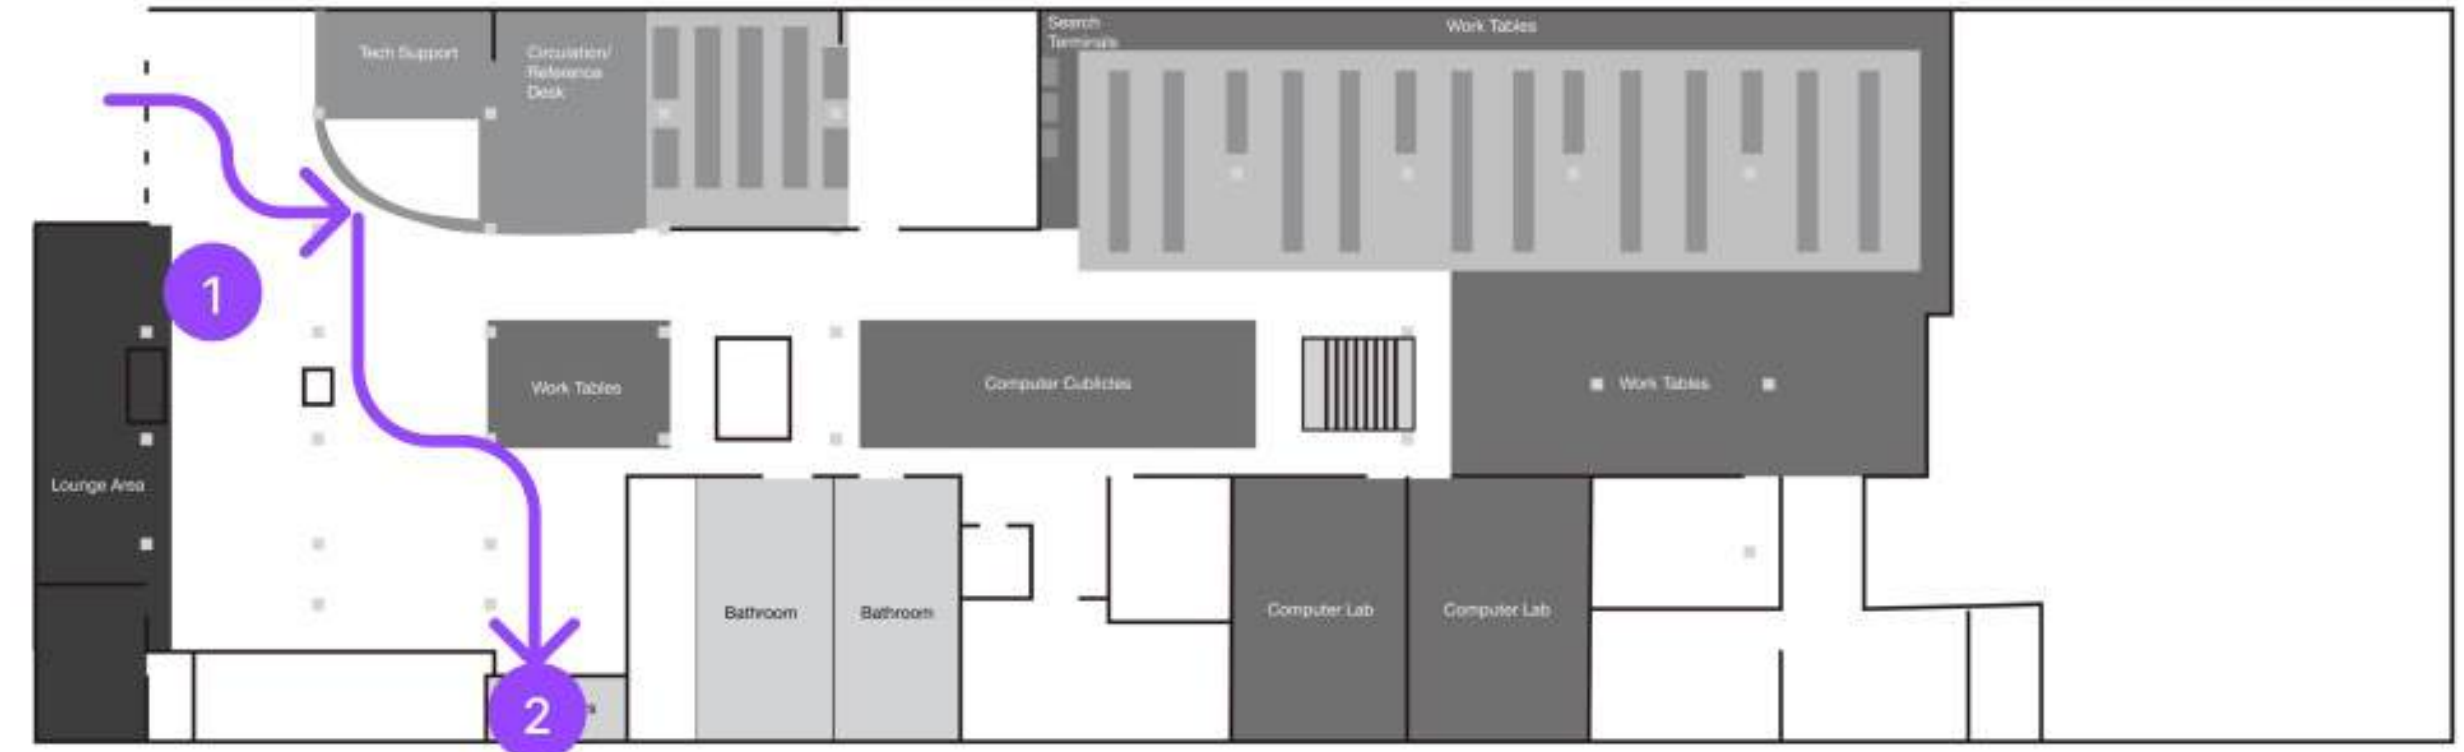 Tech Support
Circulation/
Reference
Desk
Search
Terminals
Work Tables
1
Work Tables
Computer Cubicles
Work Tables
Lounge Area
Bathroom
Bathroom
Computer Lab
Computer Lab
2